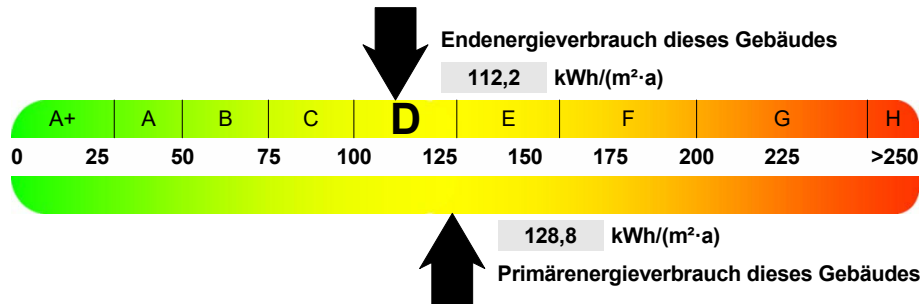 Endenergieverbrauch dieses Gebäudes
112,2 kWh/(m²·a)
A+ A B C D E F G H
0 25 50 75 100 125 150 175 200 225 >250
128,8 kWh/(m²·a)
Primärenergieverbrauch dieses Gebäudes